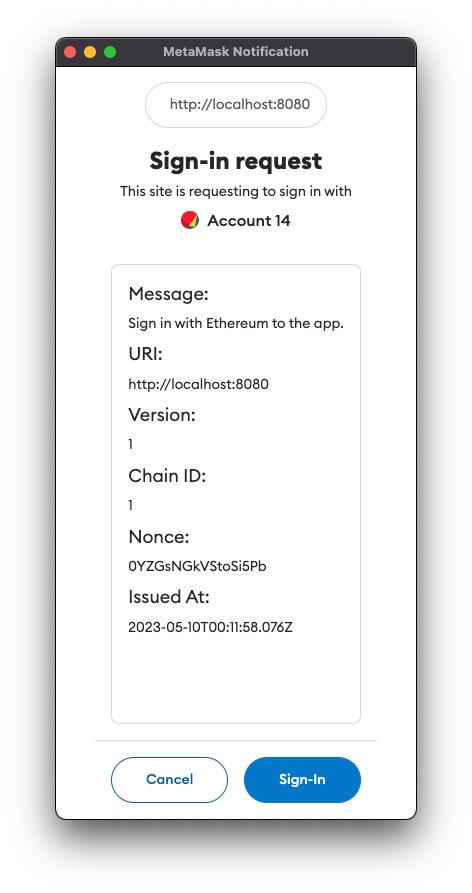 MetaMask Notification
http://localhost:8080
Sign-in request
This site is requesting to sign in with
Account 14
Message:
Sign in with Ethereum to the app.
URI:
http://localhost:8080
Version:
1
Chain ID:
1
Nonce:
0YZGsNGkVStoSi5Pb
Issued At:
2023-05-10T00:11:58.076Z
Cancel
Sign-In